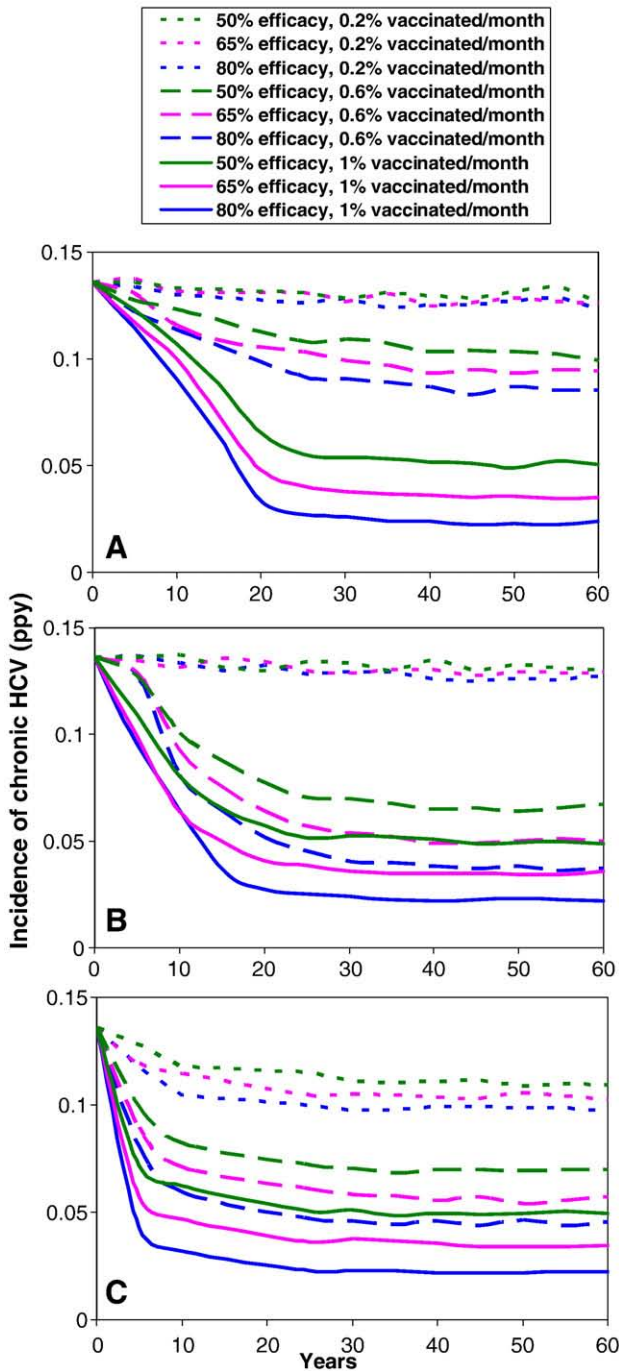 50% efficacy, 0.2% vaccinated/month
65% efficacy, 0.2% vaccinated/month
80% efficacy, 0.2% vaccinated/month
50% efficacy, 0.6% vaccinated/month
65% efficacy, 0.6% vaccinated/month
80% efficacy, 0.6% vaccinated/month
50% efficacy, 1% vaccinated/month
65% efficacy, 1% vaccinated/month
80% efficacy, 1% vaccinated/month
Incidence of chronic HCV (ppy)
0.15
0.1
0.05
0
A
0 10 20 30 40 50 60
0.15
0.1
0.05
0
B
0 10 20 30 40 50 60
0.15
0.1
0.05
0
C
0 10 20 30 40 50 60
Years